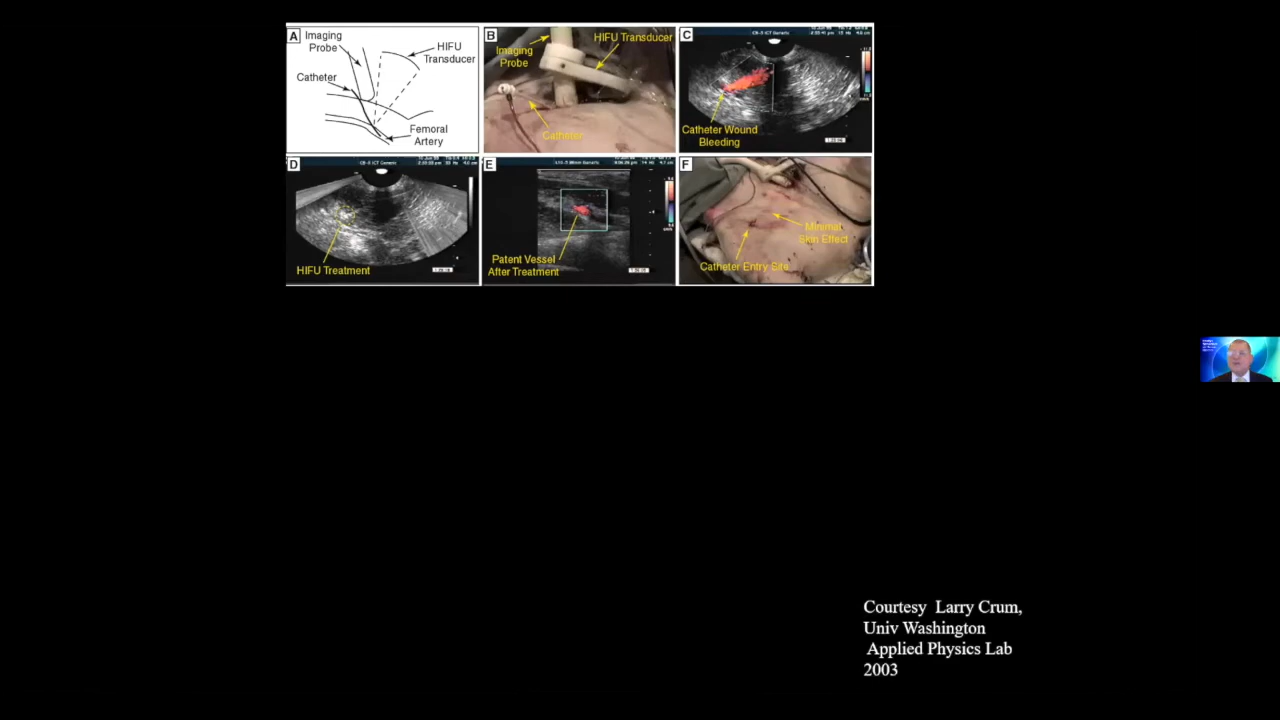 A
Imaging
Probe
HIFU
Transducer
Catheter
Femoral
Artery
B
Imaging
Probe
HIFU Transducer
Catheter
C
Catheter Wound
Bleeding
D
HIFU Treatment
E
Patent Vessel
After Treatment
F
Minimal
Skin Effect
Catheter Entry Site
Courtesy Larry Crum,
Univ Washington
Applied Physics Lab
2003